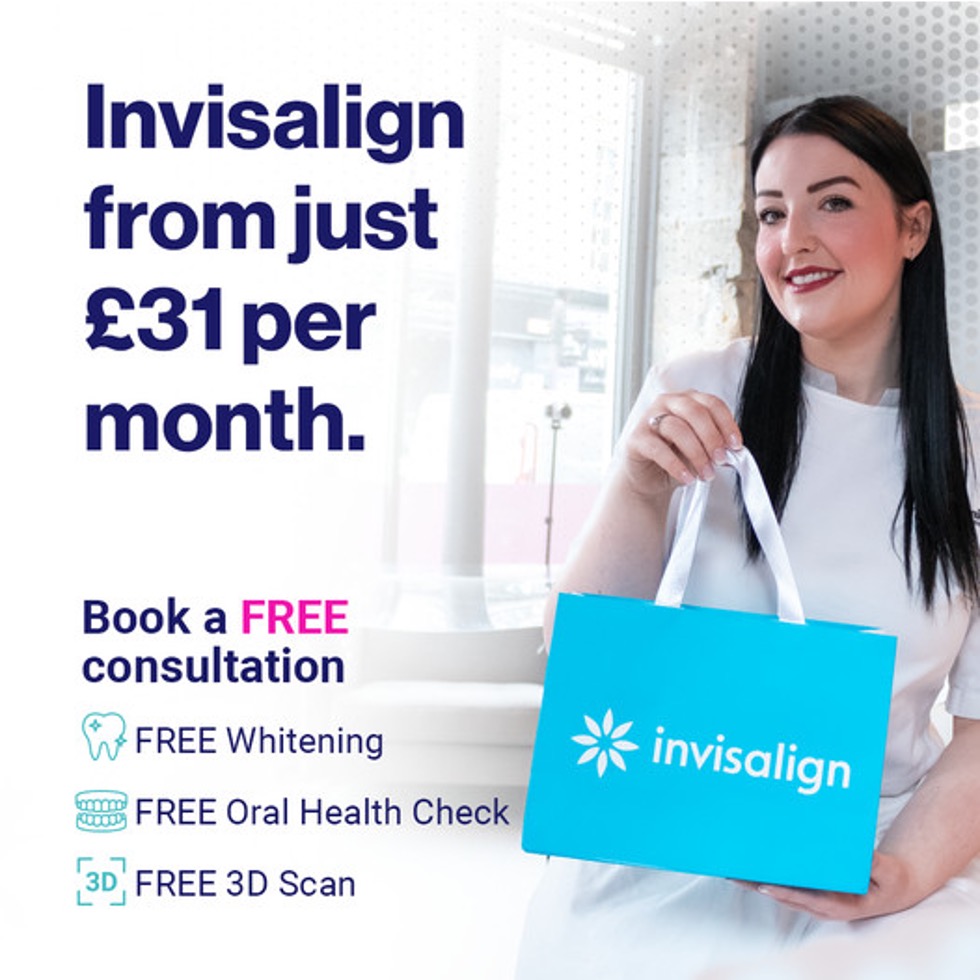 Invisalign
from just
£31 per
month.
Book a FREE
consultation
FREE Whitening
FREE Oral Health Check
3D FREE 3D Scan
invisalign